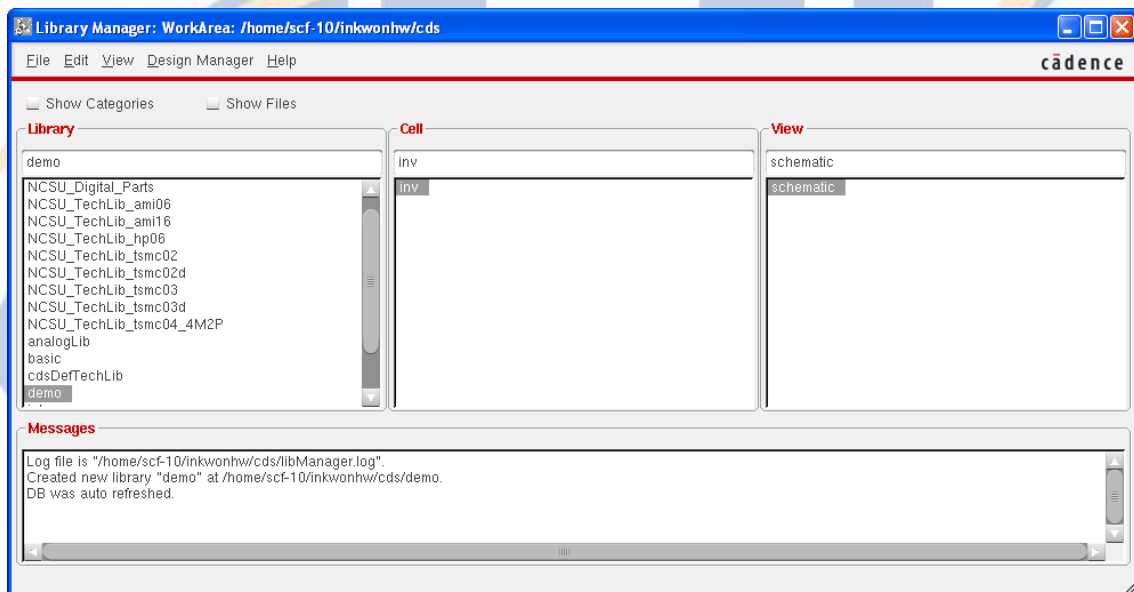 Library Manager: WorkArea: /home/scf-10/inkwonhw/cds
File Edit View Design Manager Help
cādence
Show Categories Show Files
Library
demo
NCSU_Digital_Parts
NCSU_TechLib_ami06
NCSU_TechLib_ami16
NCSU_TechLib_hp06
NCSU_TechLib_tsmc02
NCSU_TechLib_tsmc02d
NCSU_TechLib_tsmc03
NCSU_TechLib_tsmc03d
NCSU_TechLib_tsmc04_4M2P
analogLib
basic
cdsDefTechLib
demo
Cell
inv
inv
View
schematic
schematic
Messages
Log file is "/home/scf-10/inkwonhw/cds/libManager.log".
Created new library "demo" at /home/scf-10/inkwonhw/cds/demo.
DB was auto refreshed.